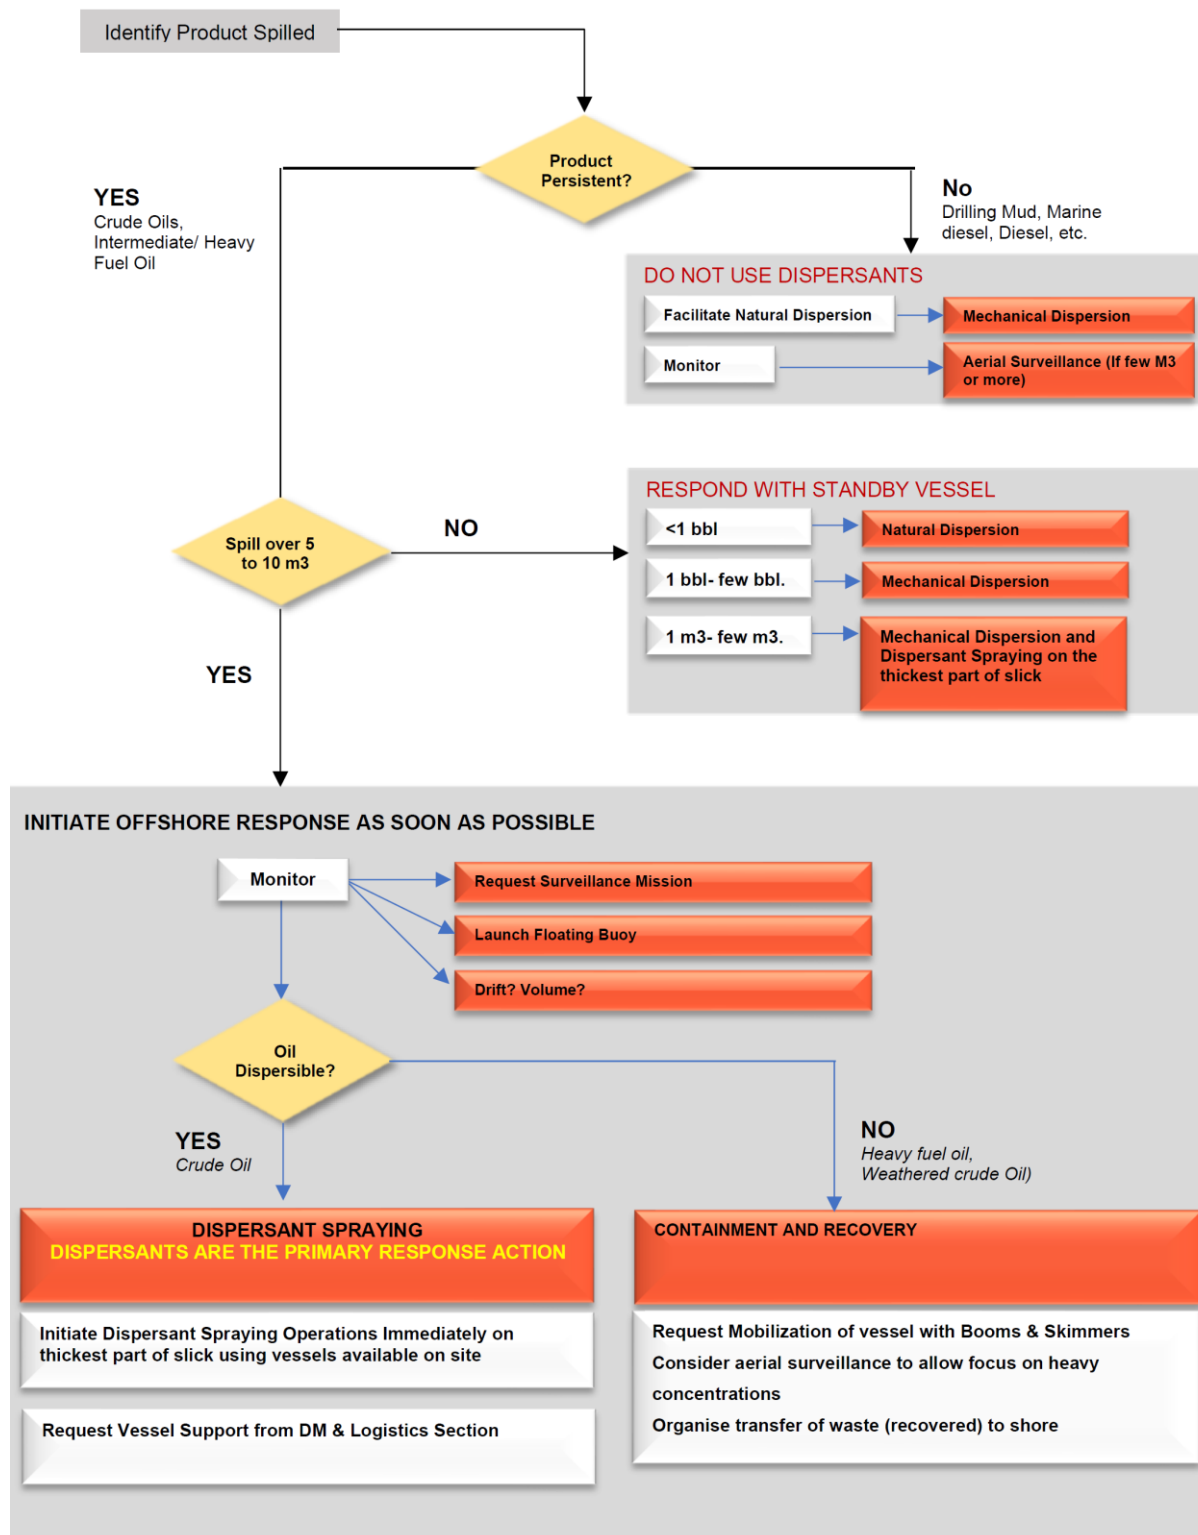 Identify Product Spilled
Product
Persistent?
YES
Crude Oils,
Intermediate/ Heavy
Fuel Oil
No
Drilling Mud, Marine
diesel, Diesel, etc.
DO NOT USE DISPERSANTS
Facilitate Natural Dispersion
Mechanical Dispersion
Monitor
Aerial Surveillance (If few M3
or more)
Spill over 5
to 10 m3
NO
RESPOND WITH STANDBY VESSEL
<1 bbl
Natural Dispersion
1 bbl- few bbl.
Mechanical Dispersion
1 m3- few m3.
Mechanical Dispersion and
Dispersant Spraying on the
thickest part of slick
YES
INITIATE OFFSHORE RESPONSE AS SOON AS POSSIBLE
Monitor
Request Surveillance Mission
Launch Floating Buoy
Drift? Volume?
Oil
Dispersible?
YES
Crude Oil
NO
Heavy fuel oil,
Weathered crude Oil)
DISPERSANT SPRAYING
DISPERSANTS ARE THE PRIMARY RESPONSE ACTION
Initiate Dispersant Spraying Operations Immediately on
thickest part of slick using vessels available on site
Request Vessel Support from DM & Logistics Section
CONTAINMENT AND RECOVERY
Request Mobilization of vessel with Booms & Skimmers
Consider aerial surveillance to allow focus on heavy
concentrations
Organise transfer of waste (recovered) to shore